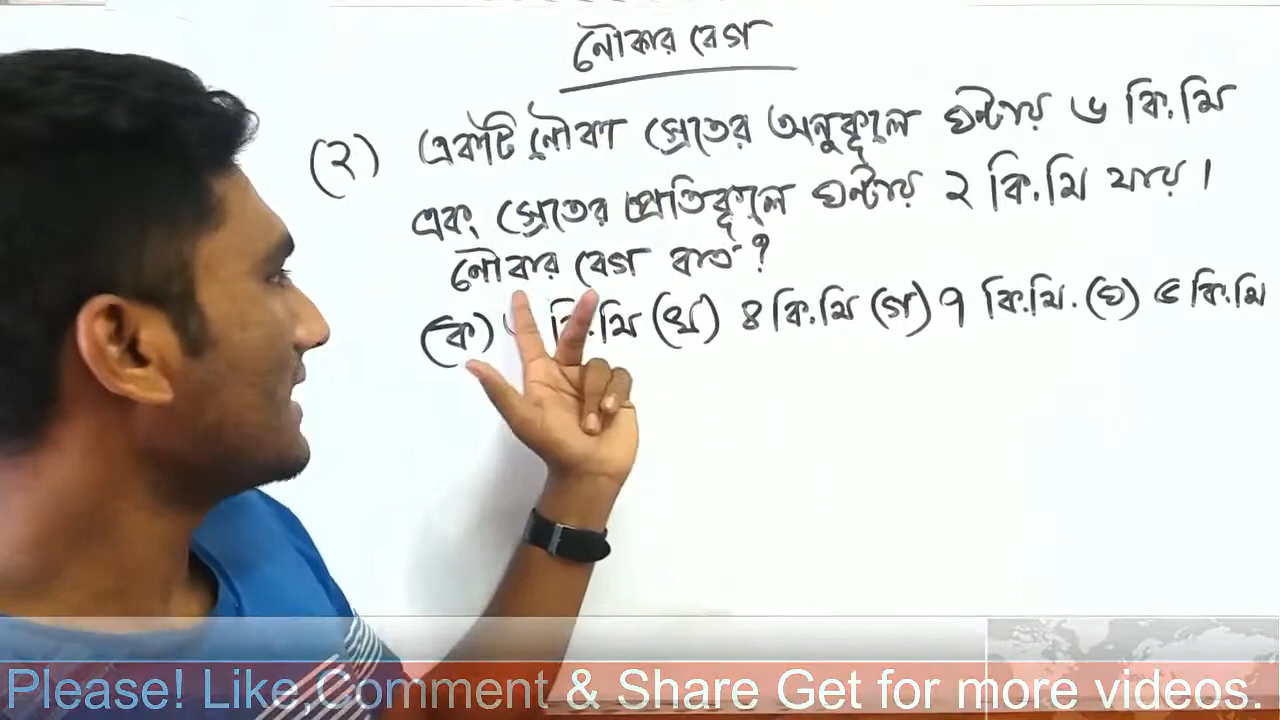 নৌকার বেগ
(২) একটি নৌকা স্রোতের অনুকূলে ঘন্টায় ৬ কি.মি
এবং স্রোতের প্রতিকূলে ঘন্টায় ২ কি.মি যায়।
নৌকার বেগ কত?
(ক) কি.মি (খ) ৪ কি.মি (গ) ৭ কি.মি. (ঘ) ৫ কি.মি
Please! Like,Comment & Share Get for more videos.